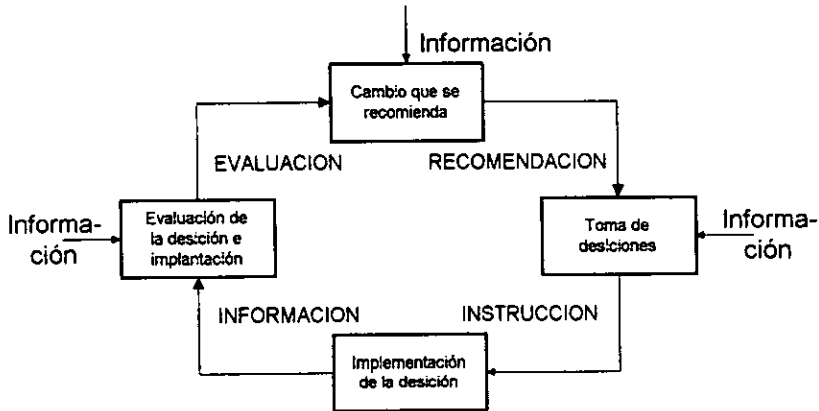 Información
Cambio que se
recomienda
EVALUACION
RECOMENDACION
Informa-
ción
Evaluación de
la desición e
implantación
Toma de
desiciones
Informa-
ción
INFORMACION
INSTRUCCION
Implementación
de la desición